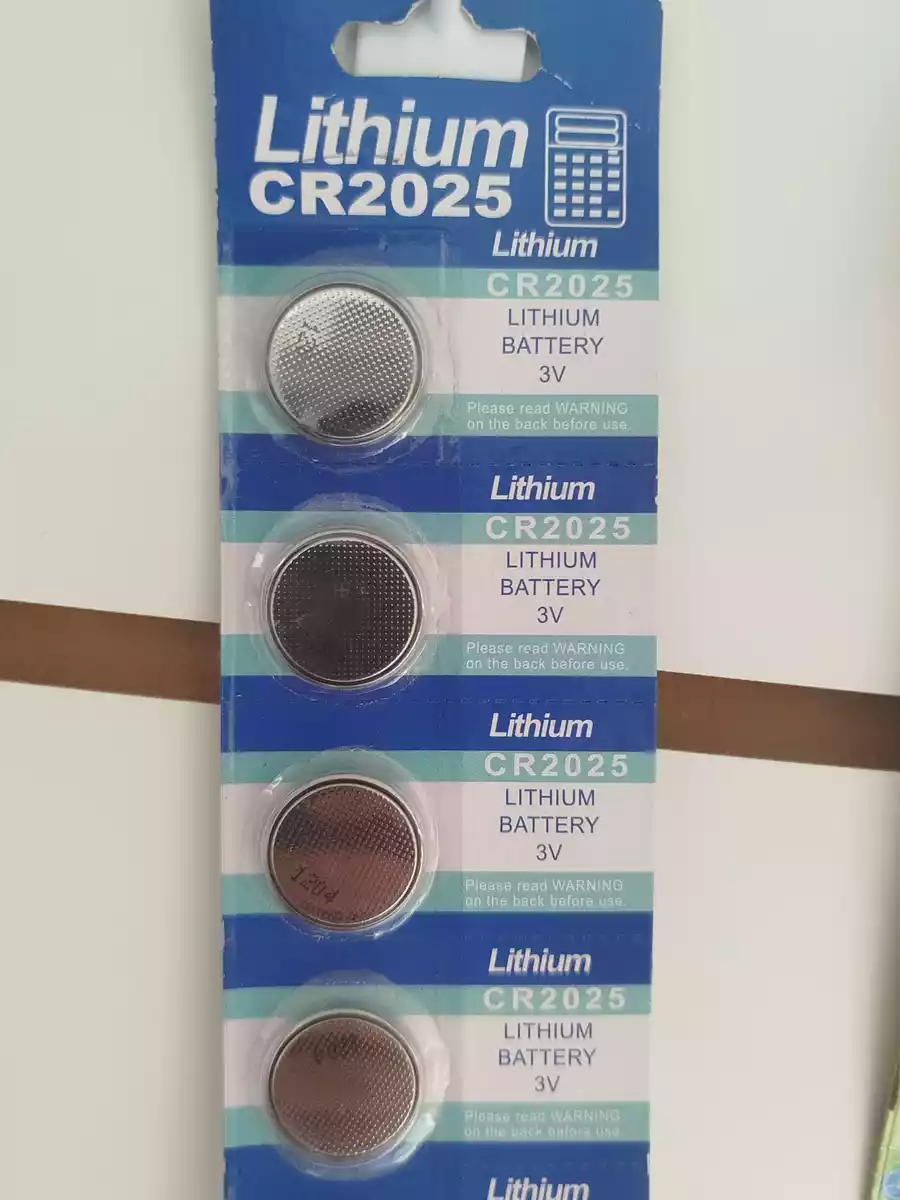 Lithium
CR2025
Lithium
CR2025
LITHIUM
BATTERY
3V
Please read WARNING
on the back before use.
Lithium
CR2025
LITHIUM
BATTERY
3V
Please read WARNING
on the back before use.
+
Lithium
CR2025
LITHIUM
BATTERY
3V
Please read WARNING
on the back before use.
1204
Lithium
CR2025
LITHIUM
BATTERY
3V
Please read WARNING
on the back before use.
Lithium